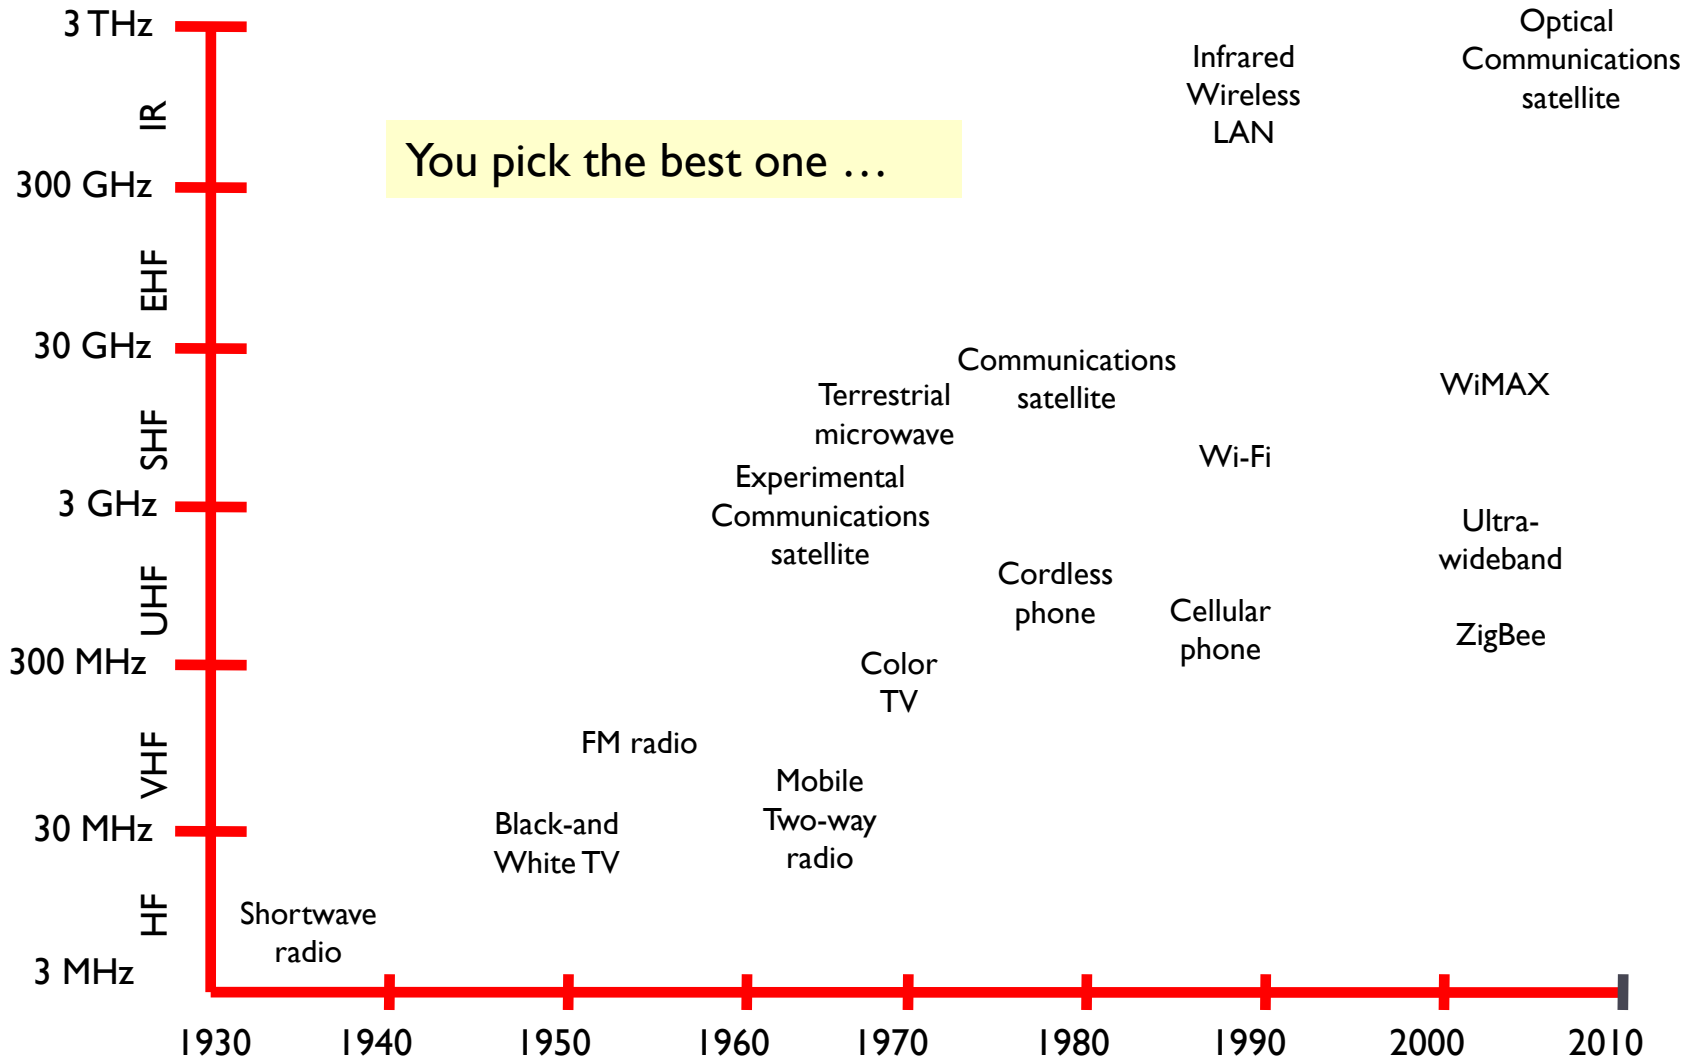 3 THz
IR
300 GHz
EHF
30 GHz
SHF
3 GHz
UHF
300 MHz
VHF
30 MHz
HF
3 MHz
You pick the best one …
Infrared
Wireless
LAN
Optical
Communications
satellite
Communications
satellite
Terrestrial
microwave
WiMAX
Wi-Fi
Experimental
Communications
satellite
Ultra-
wideband
Cordless
phone
Cellular
phone
ZigBee
Color
TV
FM radio
Mobile
Two-way
radio
Black-and
White TV
Shortwave
radio
1930 1940 1950 1960 1970 1980 1990 2000 2010